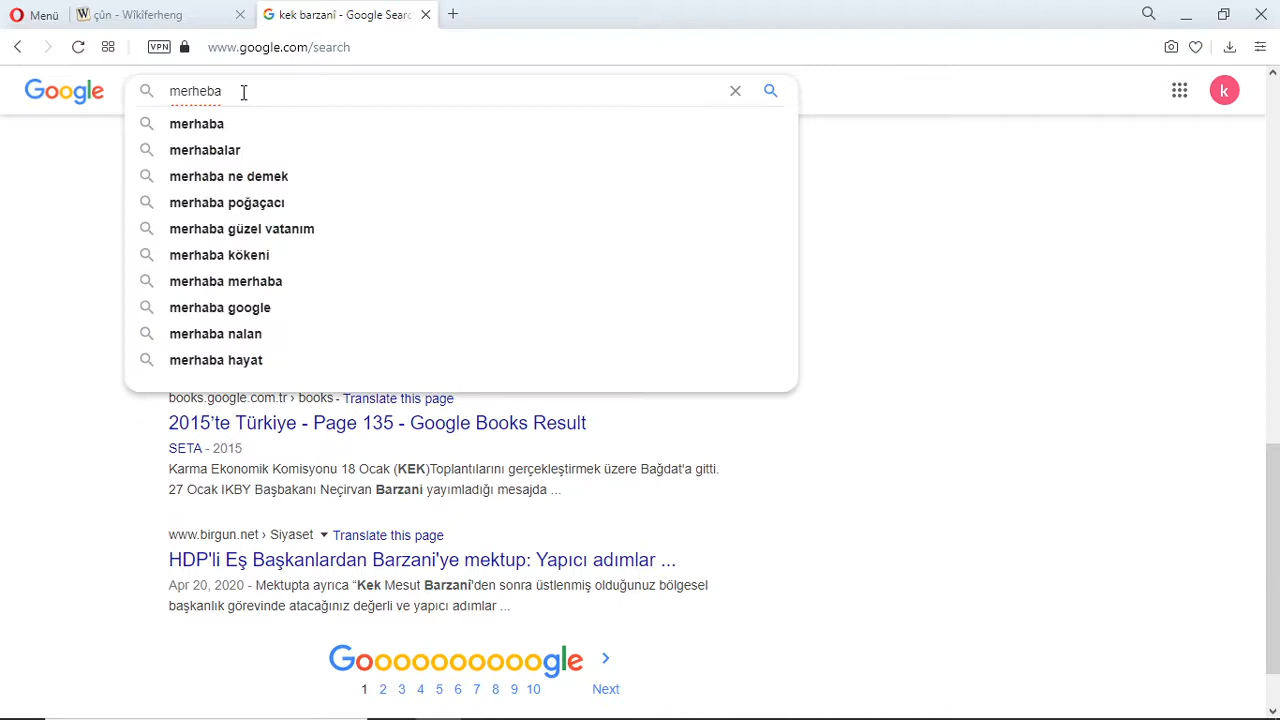 Menü
çûn - Wîkîferheng
kek barzanî - Google Searc
VPN
www.google.com/search
Google
merheba
k
merhaba
merhabalar
merhaba ne demek
merhaba poğaçacı
merhaba güzel vatanım
merhaba kökeni
merhaba merhaba
merhaba google
merhaba nalan
merhaba hayat
books.google.com.tr › books - Translate this page
2015’te Türkiye - Page 135 - Google Books Result
SETA - 2015
Karma Ekonomik Komisyonu 18 Ocak (KEK)Toplantılarını gerçekleştirmek üzere Bağdat'a gitti.
27 Ocak IKBY Başbakanı Neçirvan Barzani yayımladığı mesajda ...
www.birgun.net › Siyaset Translate this page
HDP'li Eş Başkanlardan Barzani'ye mektup: Yapıcı adımlar ...
Apr 20, 2020 - Mektupta ayrıca “Kek Mesut Barzanî'den sonra üstlenmiş olduğunuz bölgesel
başkanlık görevinde atacağınız değerli ve yapıcı adımlar ...
Goooooooooogle
1 2 3 4 5 6 7 8 9 10 Next